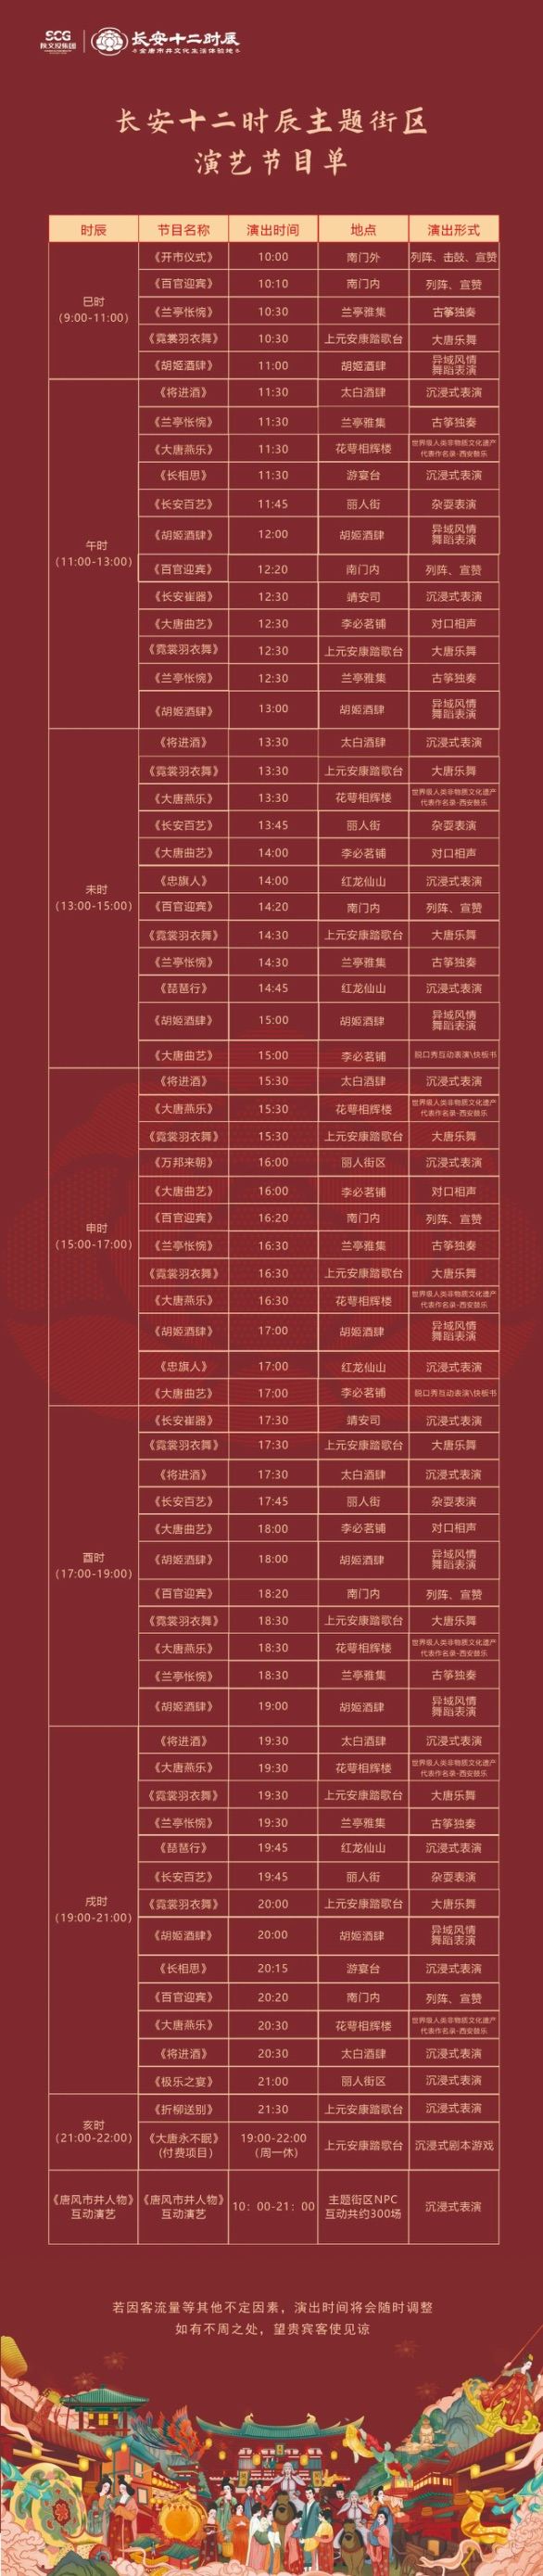 SCG
陕文投集团
长安十二时辰
大唐市井文化生活体验地
长安十二时辰主题街区
演艺节目单
时辰 节目名称 演出时间 地点 演出形式
巳时
(9:00-11:00)
《开市仪式》 10:00 南门外 列阵、击鼓、宣赞
《百官迎宾》 10:10 南门内 列阵、宣赞
《兰亭怅惋》 10:30 兰亭雅集 古筝独奏
《霓裳羽衣舞》 10:30 上元安康踏歌台 大唐乐舞
《胡姬酒肆》 11:00 胡姬酒肆 异域风情
舞蹈表演
午时
(11:00-13:00)
《将进酒》 11:30 太白酒肆 沉浸式表演
《兰亭怅惋》 11:30 兰亭雅集 古筝独奏
《大唐燕乐》 11:30 花萼相辉楼 世界级人类非物质文化遗产
代表作名录-西安鼓乐
《长相思》 11:30 游宴台 沉浸式表演
《长安百艺》 11:45 丽人街 杂耍表演
《胡姬酒肆》 12:00 胡姬酒肆 异域风情
舞蹈表演
《百官迎宾》 12:20 南门内 列阵、宣赞
《长安崔器》 12:30 靖安司 沉浸式表演
《大唐曲艺》 12:30 李必茗铺 对口相声
《霓裳羽衣舞》 12:30 上元安康踏歌台 大唐乐舞
《兰亭怅惋》 12:30 兰亭雅集 古筝独奏
《胡姬酒肆》 13:00 胡姬酒肆 异域风情
舞蹈表演
未时
(13:00-15:00)
《将进酒》 13:30 太白酒肆 沉浸式表演
《霓裳羽衣舞》 13:30 上元安康踏歌台 大唐乐舞
《大唐燕乐》 13:30 花萼相辉楼 世界级人类非物质文化遗产
代表作名录-西安鼓乐
《长安百艺》 13:45 丽人街 杂耍表演
《大唐曲艺》 14:00 李必茗铺 对口相声
《忠旗人》 14:00 红龙仙山 沉浸式表演
《百官迎宾》 14:20 南门内 列阵、宣赞
《霓裳羽衣舞》 14:30 上元安康踏歌台 大唐乐舞
《兰亭怅惋》 14:30 兰亭雅集 古筝独奏
《琵琶行》 14:45 红龙仙山 沉浸式表演
《胡姬酒肆》 15:00 胡姬酒肆 异域风情
舞蹈表演
《大唐曲艺》 15:00 李必茗铺 脱口秀互动表演\快板书
申时
(15:00-17:00)
《将进酒》 15:30 太白酒肆 沉浸式表演
《大唐燕乐》 15:30 花萼相辉楼 世界级人类非物质文化遗产
代表作名录-西安鼓乐
《霓裳羽衣舞》 15:30 上元安康踏歌台 大唐乐舞
《万邦来朝》 16:00 丽人街区 沉浸式表演
《大唐曲艺》 16:00 李必茗铺 对口相声
《百官迎宾》 16:20 南门内 列阵、宣赞
《兰亭怅惋》 16:30 兰亭雅集 古筝独奏
《霓裳羽衣舞》 16:30 上元安康踏歌台 大唐乐舞
《大唐燕乐》 16:30 花萼相辉楼 世界级人类非物质文化遗产
代表作名录-西安鼓乐
《胡姬酒肆》 17:00 胡姬酒肆 异域风情
舞蹈表演
《忠旗人》 17:00 红龙仙山 沉浸式表演
《大唐曲艺》 17:00 李必茗铺 脱口秀互动表演\快板书
酉时
(17:00-19:00)
《长安崔器》 17:30 靖安司 沉浸式表演
《霓裳羽衣舞》 17:30 上元安康踏歌台 大唐乐舞
《将进酒》 17:30 太白酒肆 沉浸式表演
《长安百艺》 17:45 丽人街 杂耍表演
《大唐曲艺》 18:00 李必茗铺 对口相声
《胡姬酒肆》 18:00 胡姬酒肆 异域风情
舞蹈表演
《百官迎宾》 18:20 南门内 列阵、宣赞
《霓裳羽衣舞》 18:30 上元安康踏歌台 大唐乐舞
《大唐燕乐》 18:30 花萼相辉楼 世界级人类非物质文化遗产
代表作名录-西安鼓乐
《兰亭怅惋》 18:30 兰亭雅集 古筝独奏
《胡姬酒肆》 19:00 胡姬酒肆 异域风情
舞蹈表演
戌时
(19:00-21:00)
《将进酒》 19:30 太白酒肆 沉浸式表演
《大唐燕乐》 19:30 花萼相辉楼 世界级人类非物质文化遗产
代表作名录-西安鼓乐
《霓裳羽衣舞》 19:30 上元安康踏歌台 大唐乐舞
《兰亭怅惋》 19:30 兰亭雅集 古筝独奏
《琵琶行》 19:45 红龙仙山 沉浸式表演
《长安百艺》 19:45 丽人街 杂耍表演
《霓裳羽衣舞》 20:00 上元安康踏歌台 大唐乐舞
《胡姬酒肆》 20:00 胡姬酒肆 异域风情
舞蹈表演
《长相思》 20:15 游宴台 沉浸式表演
《百官迎宾》 20:20 南门内 列阵、宣赞
《大唐燕乐》 20:30 花萼相辉楼 世界级人类非物质文化遗产
代表作名录-西安鼓乐
《将进酒》 20:30 太白酒肆 沉浸式表演
《极乐之宴》 21:00 丽人街区 沉浸式表演
亥时
(21:00-22:00)
《折柳送别》 21:30 上元安康踏歌台 沉浸式表演
《大唐永不眠》
(付费项目) 19:00-22:00
(周一休) 上元安康踏歌台 沉浸式剧本游戏
《唐风市井人物》
互动演艺 《唐风市井人物》
互动演艺 10：00-21：00 主题街区NPC
互动共约300场 沉浸式表演
若因客流量等其他不定因素，演出时间将会随时调整
如有不周之处，望贵宾客使见谅